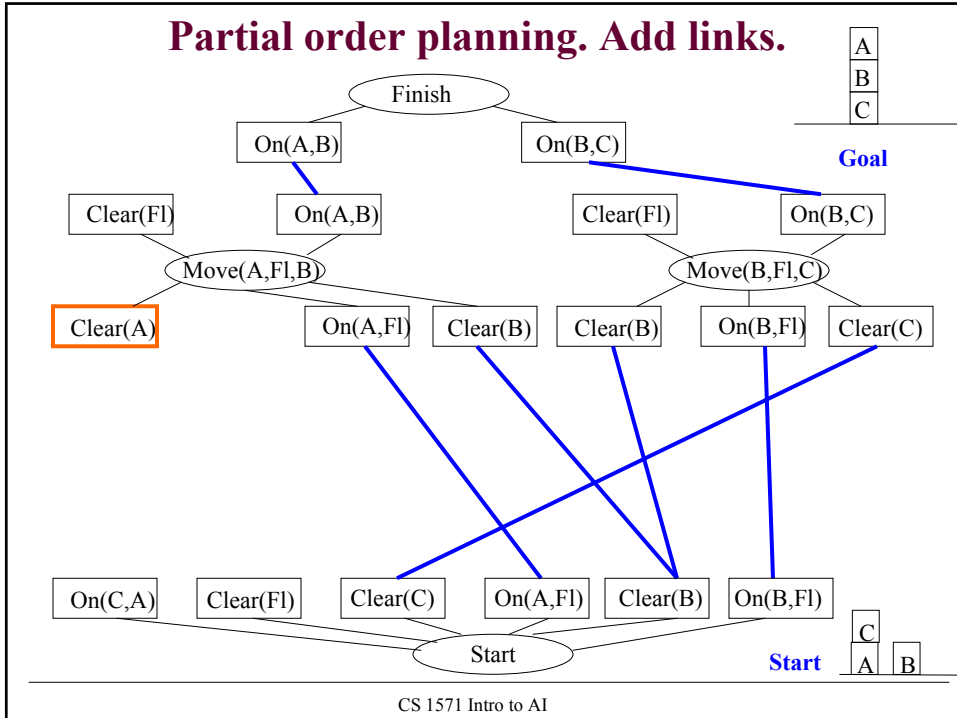 Partial order planning. Add links.
A
B
C
Finish
On(A,B) On(B,C)
Goal
Clear(Fl) On(A,B) Clear(Fl) On(B,C)
Move(A,Fl,B) Move(B,Fl,C)
Clear(A) On(A,Fl) Clear(B) Clear(B) On(B,Fl) Clear(C)
On(C,A) Clear(Fl) Clear(C) On(A,Fl) Clear(B) On(B,Fl)
C
Start
Start A B
CS 1571 Intro to AI